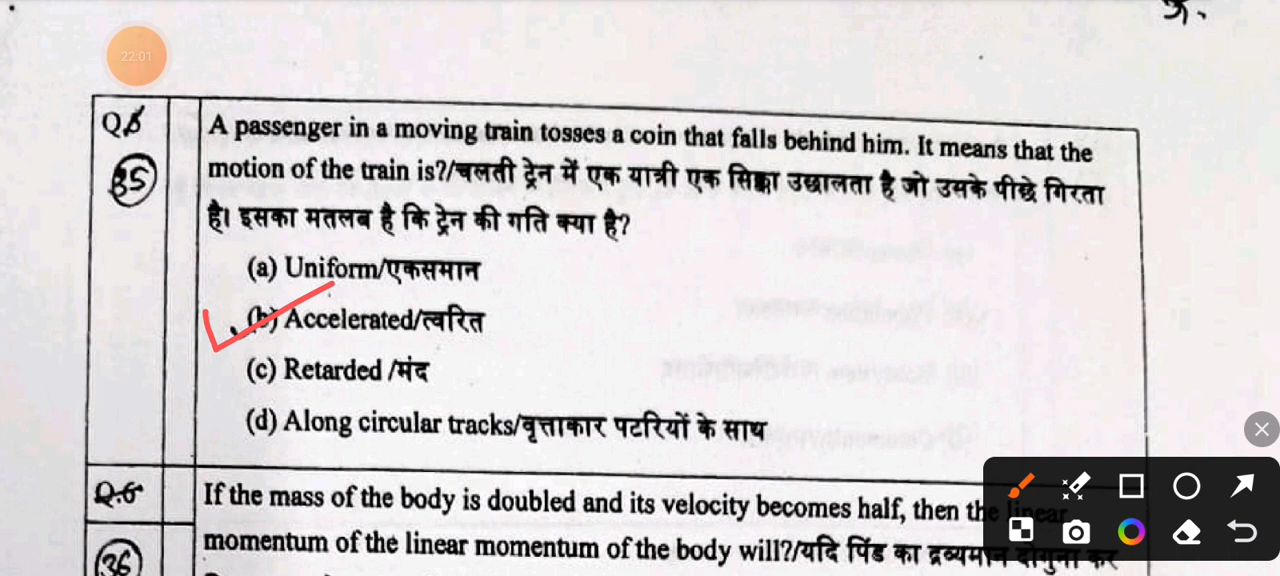 22:01
Q5
35
A passenger in a moving train tosses a coin that falls behind him. It means that the
motion of the train is?/चलती ट्रेन में एक यात्री एक सिक्का उछालता है जो उसके पीछे गिरता
है। इसका मतलब है कि ट्रेन की गति क्या है?
(a) Uniform/एकसमान
(b) Accelerated/त्वरित
(c) Retarded /मंद
(d) Along circular tracks/वृत्ताकार पटरियों के साथ
Q.6
36
If the mass of the body is doubled and its velocity becomes half, then the linear
momentum of the linear momentum of the body will?/यदि पिंड का द्रव्यमान दोगुना कर